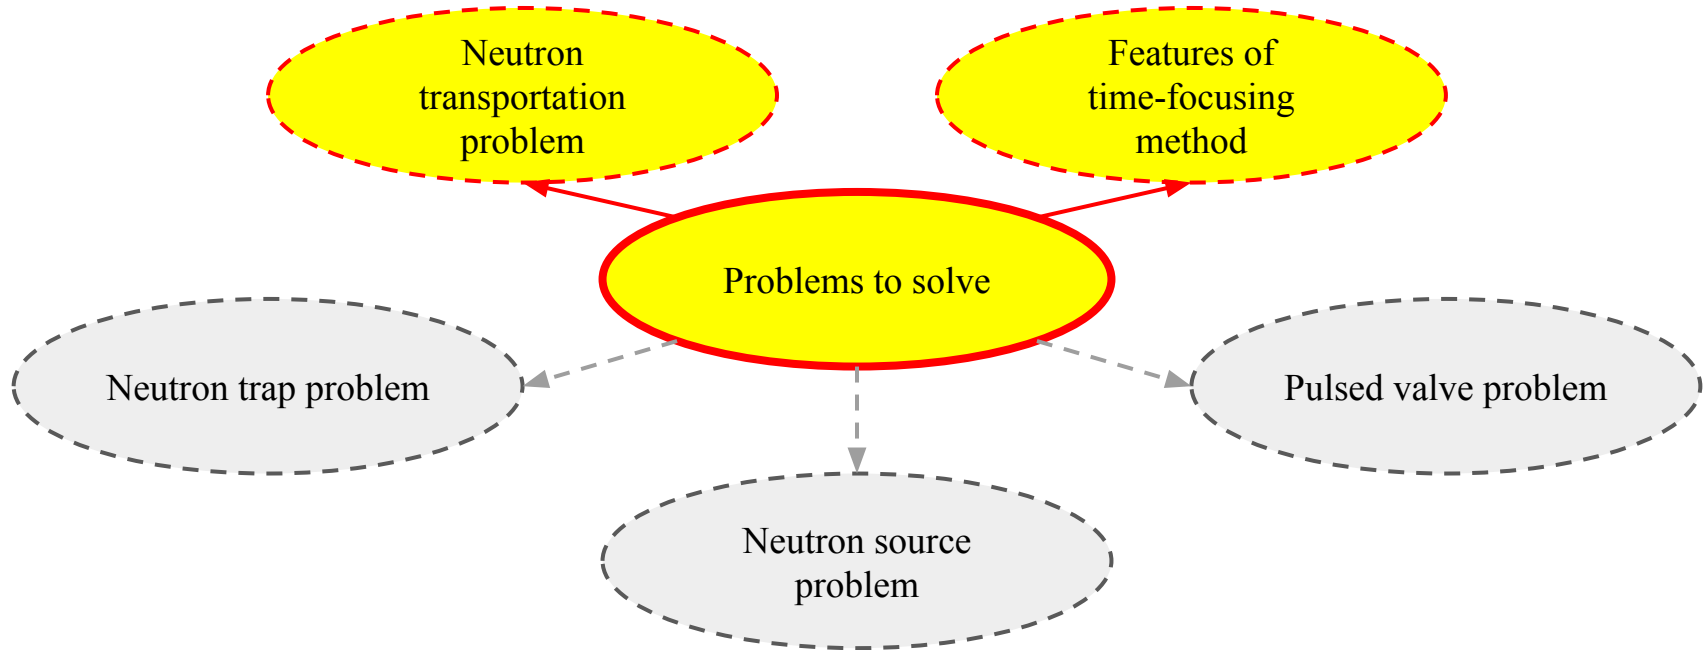 Neutron
transportation
problem
Features of
time-focusing
method
Problems to solve
Neutron trap problem
Pulsed valve problem
Neutron source
problem